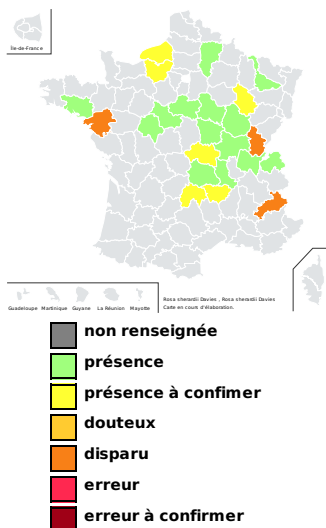 Île-de-France
Guadeloupe Martinique Guyane La Réunion Mayotte
Rosa sherardii Davies , Rosa sherardii Davies
Carte en cours d'élaboration.
non renseignée
présence
présence à confimer
douteux
disparu
erreur
erreur à confirmer